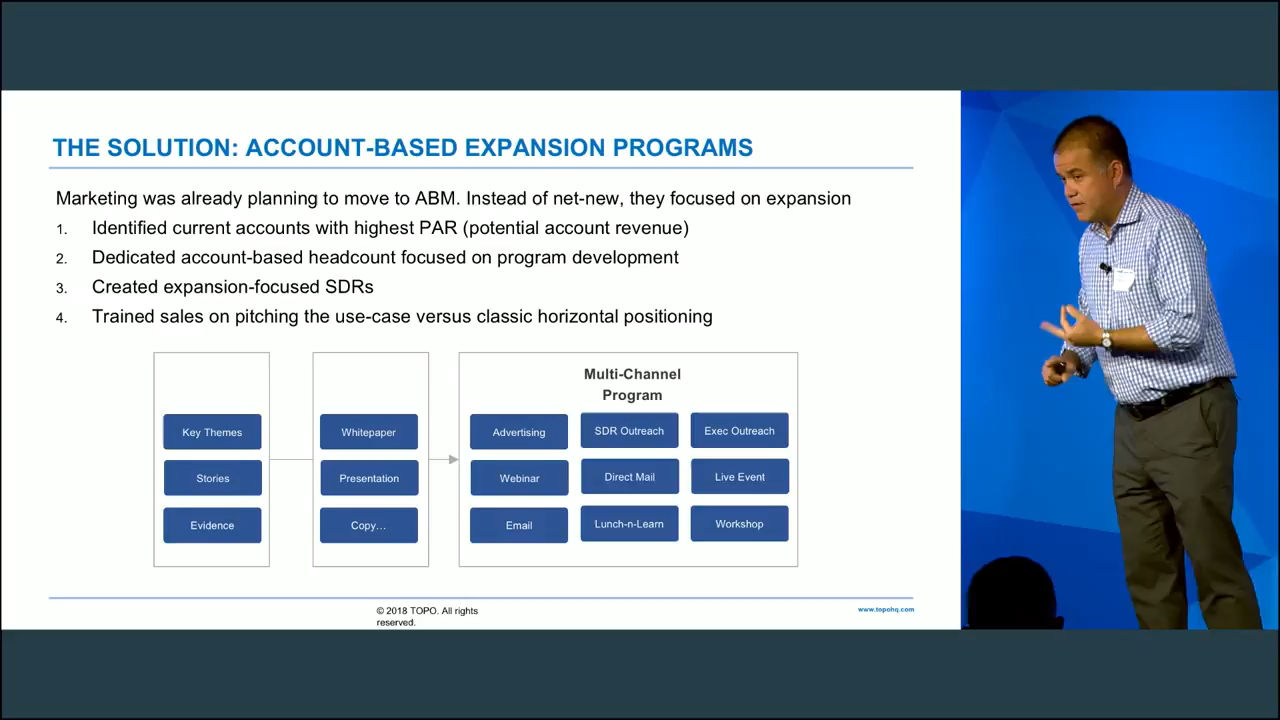 THE SOLUTION: ACCOUNT-BASED EXPANSION PROGRAMS
Marketing was already planning to move to ABM. Instead of net-new, they focused on expansion
1. Identified current accounts with highest PAR (potential account revenue)
2. Dedicated account-based headcount focused on program development
3. Created expansion-focused SDRs
4. Trained sales on pitching the use-case versus classic horizontal positioning
Key Themes
Stories
Evidence
Whitepaper
Presentation
Copy…
Multi-Channel
Program
Advertising
SDR Outreach
Exec Outreach
Webinar
Direct Mail
Live Event
Email
Lunch-n-Learn
Workshop
© 2018 TOPO. All rights
reserved.
www.topohq.com